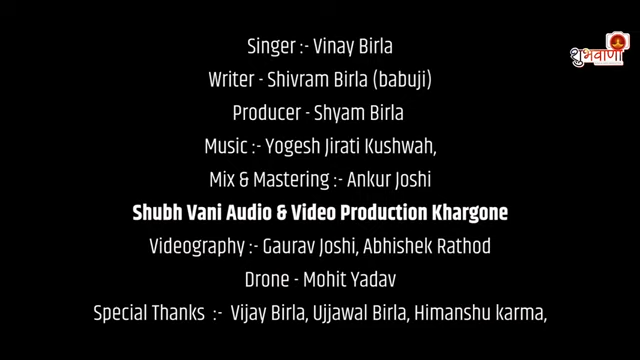 Singer :- Vinay Birla
शुभवाणी
Writer - Shivram Birla (babuji)
Producer - Shyam Birla
Music :- Yogesh Jirati Kushwah,
Mix & Mastering :- Ankur Joshi
Shubh Vani Audio & Video Production Khargone
Videography :- Gaurav Joshi, Abhishek Rathod
Drone - Mohit Yadav
Special Thanks :- Vijay Birla, Ujjawal Birla, Himanshu karma,